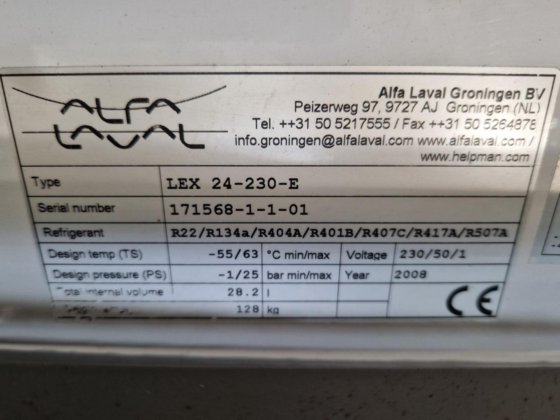 ALFA
LAVAL
Alfa Laval Groningen BV
Peizerweg 97, 9727 AJ Groningen (NL)
Tel. ++31 50 5217555 / Fax ++31 50 5264878
info.groningen@alfalaval.com www.alfalaval.com /
www.helpman.com
Type LEX 24-230-E
Serial number 171568-1-1-01
Refrigerant R22/R134a/R404A/R401B/R407C/R417A/R507A
Design temp (TS) -55/63 °C min/max Voltage 230/50/1
Design pressure (PS) -1/25 bar min/max Year 2008
Total internal volume 28.2 l
128 kg
CE